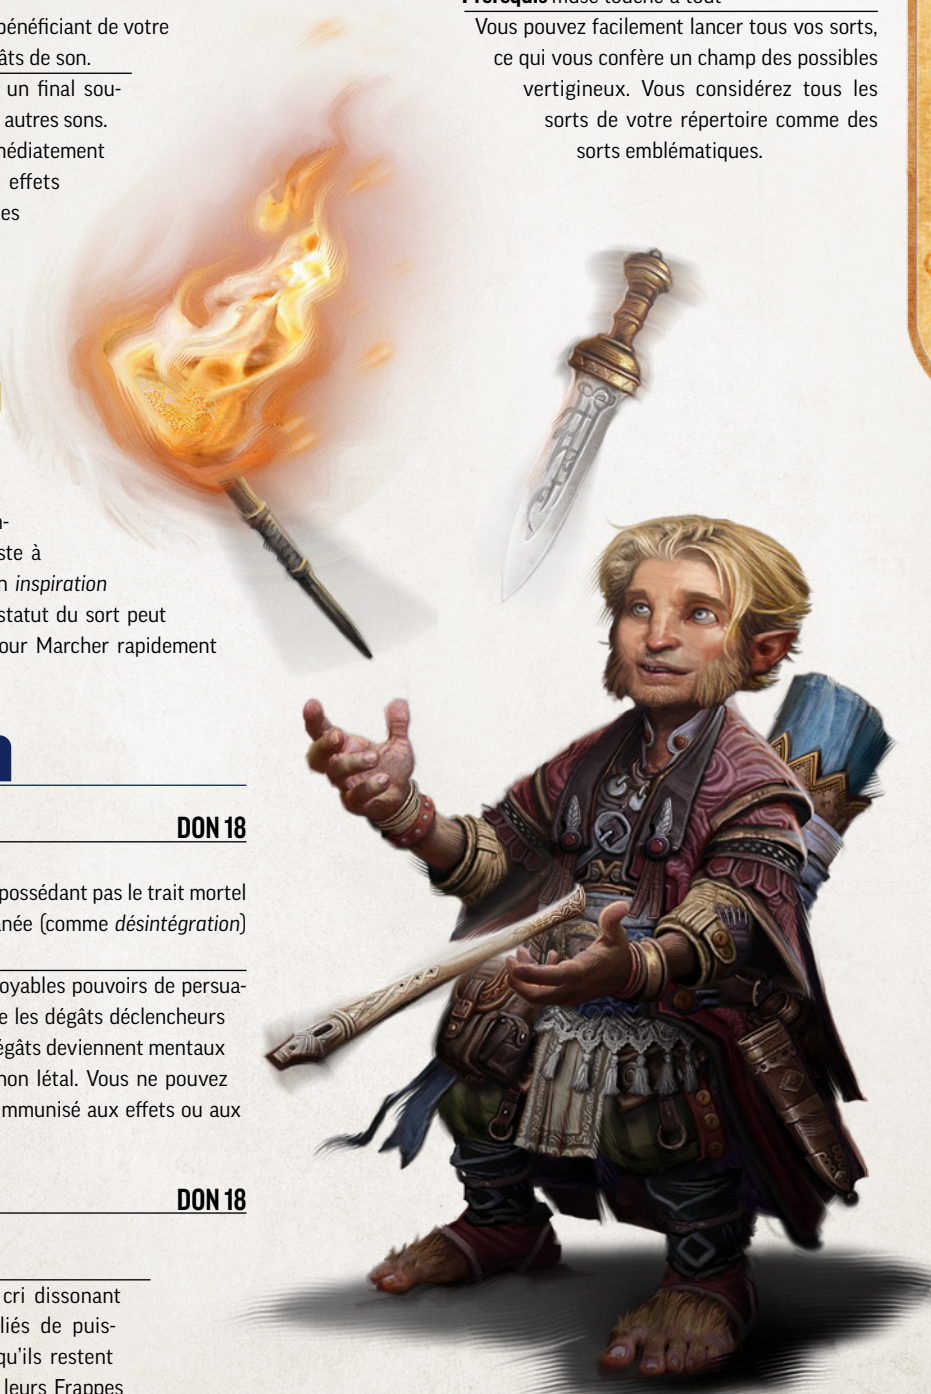 bénéficiant de votre
âts de son.
un final sou-
autres sons.
médiatement
effets
es
n-
ste à
n inspiration
statut du sort peut
our Marcher rapidement
DON 18
possédant pas le trait mortel
anée (comme désintégration)
oyables pouvoirs de persua-
e les dégâts déclencheurs
égâts deviennent mentaux
non létal. Vous ne pouvez
mmunisé aux effets ou aux
DON 18
cri dissonant
liés de puis-
qu'ils restent
leurs Frappes
Prérequis muse touche à tout
Vous pouvez facilement lancer tous vos sorts,
ce qui vous confère un champ des possibles
vertigineux. Vous considérez tous les
sorts de votre répertoire comme des
sorts emblématiques.